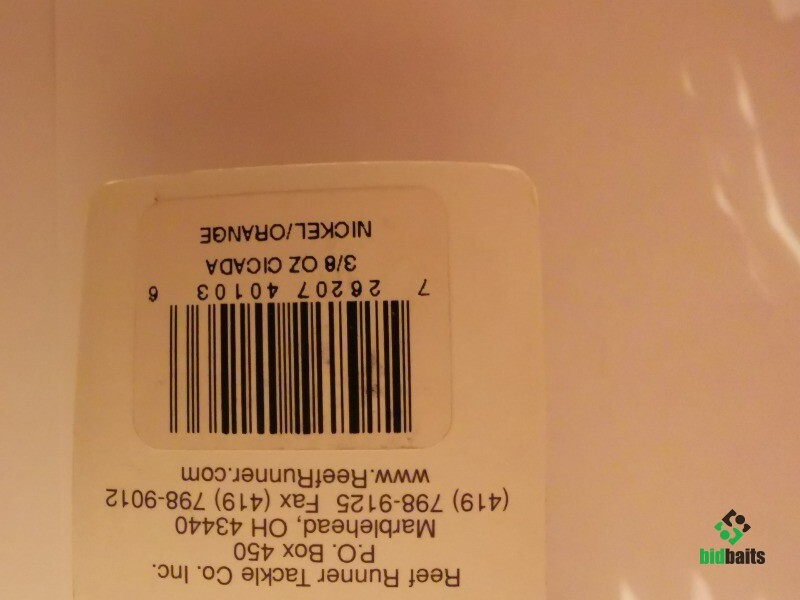 Reef Runner Tackle Co. Inc.
P.O. Box 450
Marblehead, OH 43440
(419) 798-9125 Fax (419) 798-9012
www.ReefRunner.com
7 26207 40103 6
3/8 OZ CICADA
NICKEL/ORANGE
bidbaits